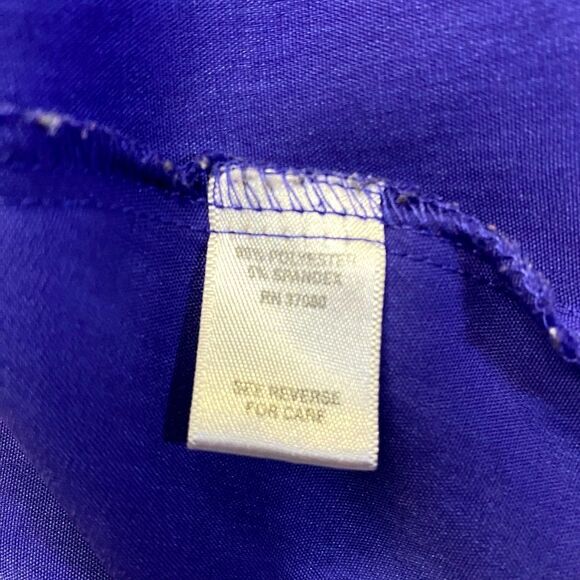 95% POLYESTER
5% SPANDEX
RN 37080
SEE REVERSE
FOR CARE